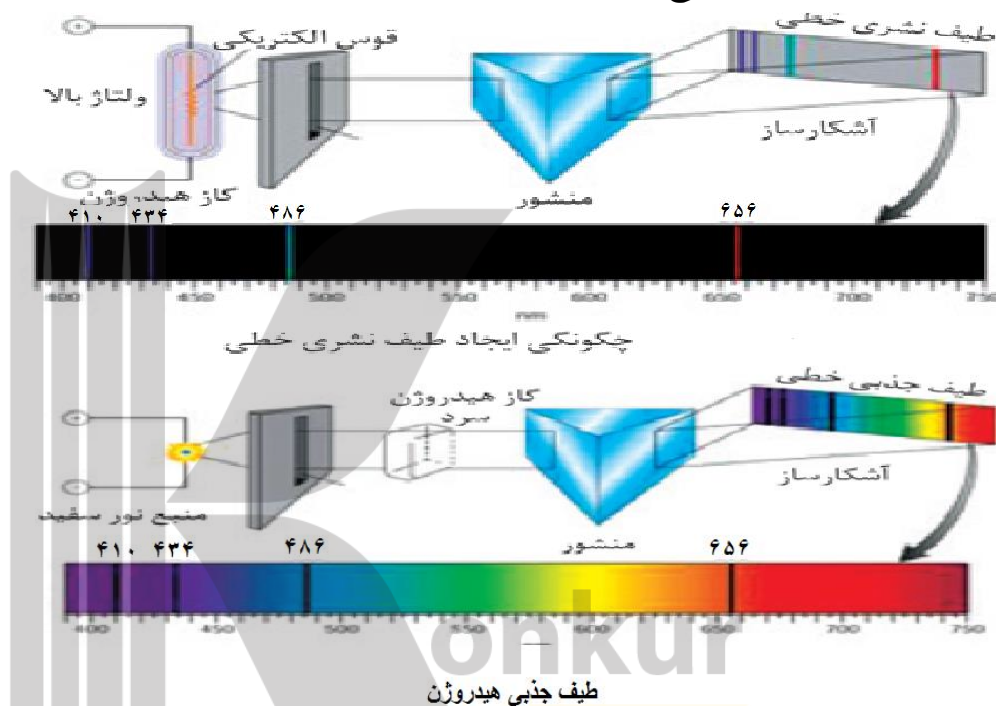 طیف نشری خطی
قوس الکتریکی
ولتاژ بالا
آشکارساز
گاز هیدروژن
منشور
۴۱۰ ۴۳۴ ۴۸۶ ۶۵۶
400 450 500 550 600 650 700 750
nm
چگونگی ایجاد طیف نشری خطی
طیف جذبی خطی
گاز هیدروژن
سرد
آشکارساز
منبع نور سفید
منشور
۴۱۰ ۴۳۴ ۴۸۶ ۶۵۶
400 450 500 550 600 650 700 750
Konkur
طیف جذبی هیدروژن